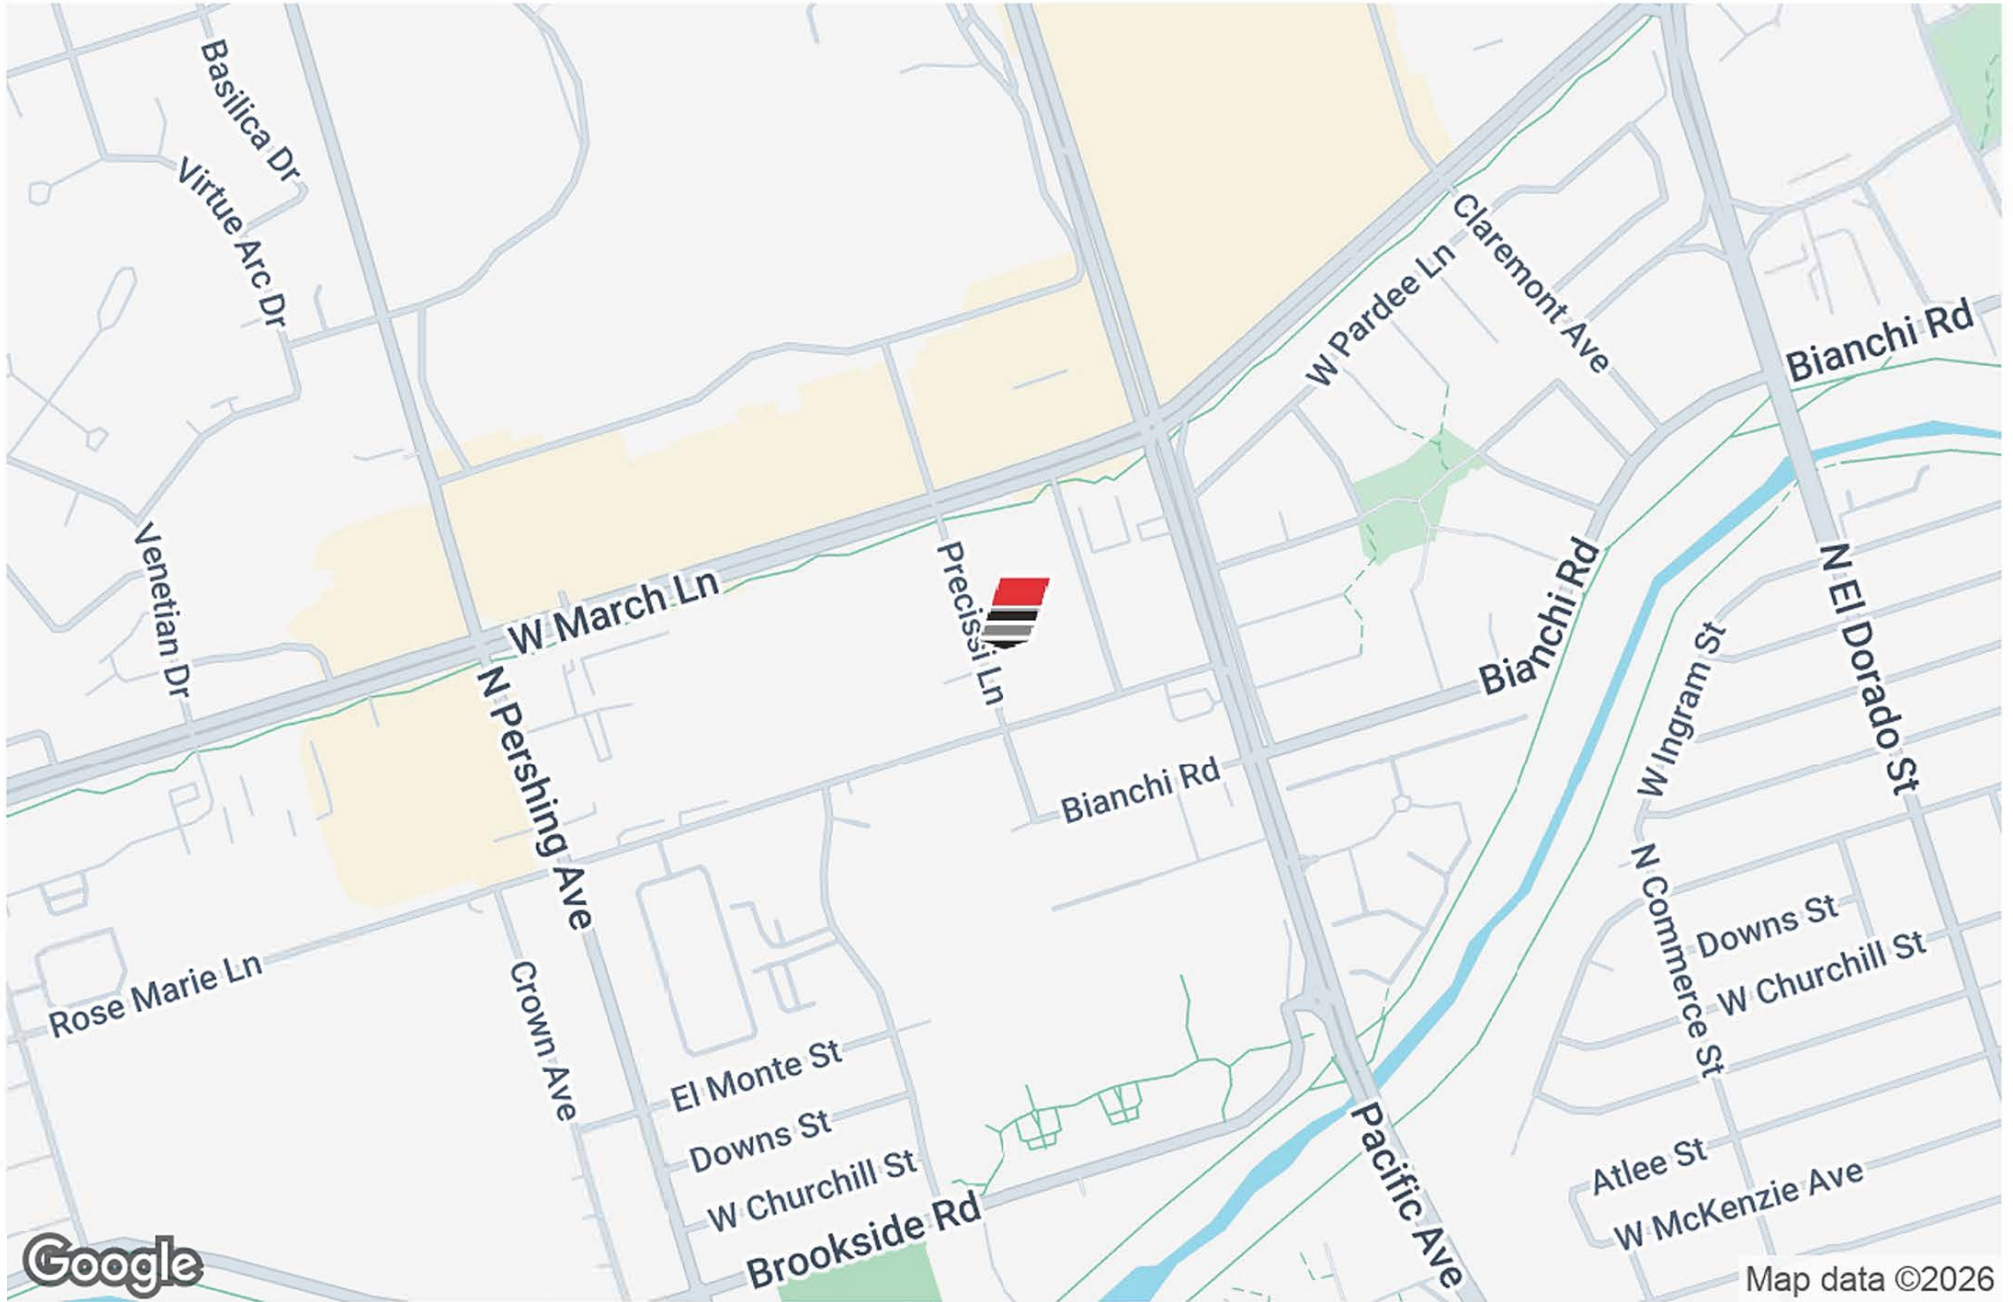 Basilica Dr
Virtue Arc Dr
Claremont Ave
W Pardee Ln
Bianchi Rd
Venetian Dr
W March Ln
Precissi Ln
Bianchi Rd
N El Dorado St
W Ingram St
N Pershing Ave
Bianchi Rd
N Commerce St
Downs St
W Churchill St
Rose Marie Ln
Crown Ave
El Monte St
Downs St
W Churchill St
Brookside Rd
Pacific Ave
Atlee St
W McKenzie Ave
Google
Map data ©2026